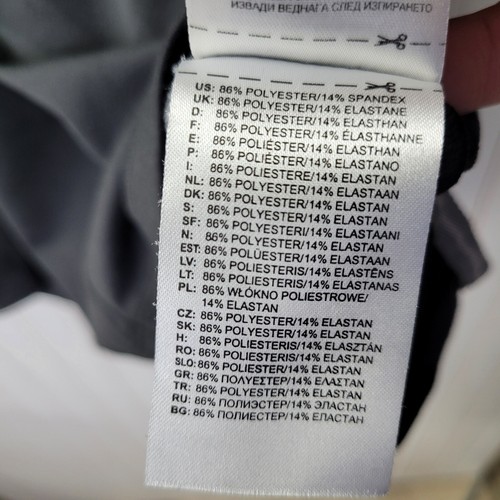 ИЗВАДИ ВЕДНАГА СЛЕД ИЗПИРАНЕТО
US: 86% POLYESTER/14% SPANDEX
UK: 86% POLYESTER/14% ELASTANE
D: 86% POLYESTER/14% ELASTHAN
F: 86% POLYESTER/14% ÉLASTHANNE
E: 86% POLIÉSTER/14% ELASTHAN
P: 86% POLIÉSTER/14% ELASTANO
I: 86% POLIESTERE/14% ELASTAN
NL: 86% POLYESTER/14% ELASTAAN
DK: 86% POLYESTER/14% ELASTAN
S: 86% POLYESTER/14% ELASTAN
SF: 86% POLYESTERI/14% ELASTAANI
N: 86% POLYESTER/14% ELASTAN
EST: 86% POLÜESTER/14% ELASTAAN
LV: 86% POLIESTERIS/14% ELASTĒNS
LT: 86% POLIESTERIS/14% ELASTANAS
PL: 86% WŁÓKNO POLIESTROWE/
14% ELASTAN
CZ: 86% POLYESTER/14% ELASTAN
SK: 86% POLYESTER/14% ELASTAN
H: 86% POLIESTERIS/14% ELASZTÁN
RO: 86% POLIESTERIS/14% ELASTAN
SLO: 86% POLIESTER/14% ELASTAN
GR: 86% ΠΟΛΥΕΣΤΕΡ/14% ΕΛΑΣΤΑΝ
TR: 86% POLYESTER/14% ELASTAN
RU: 86% ПОЛИЭСТЕР/14% ЭЛАСТАН
BG: 86% ПОЛИЕСТЕР/14% ЕЛАСТАН